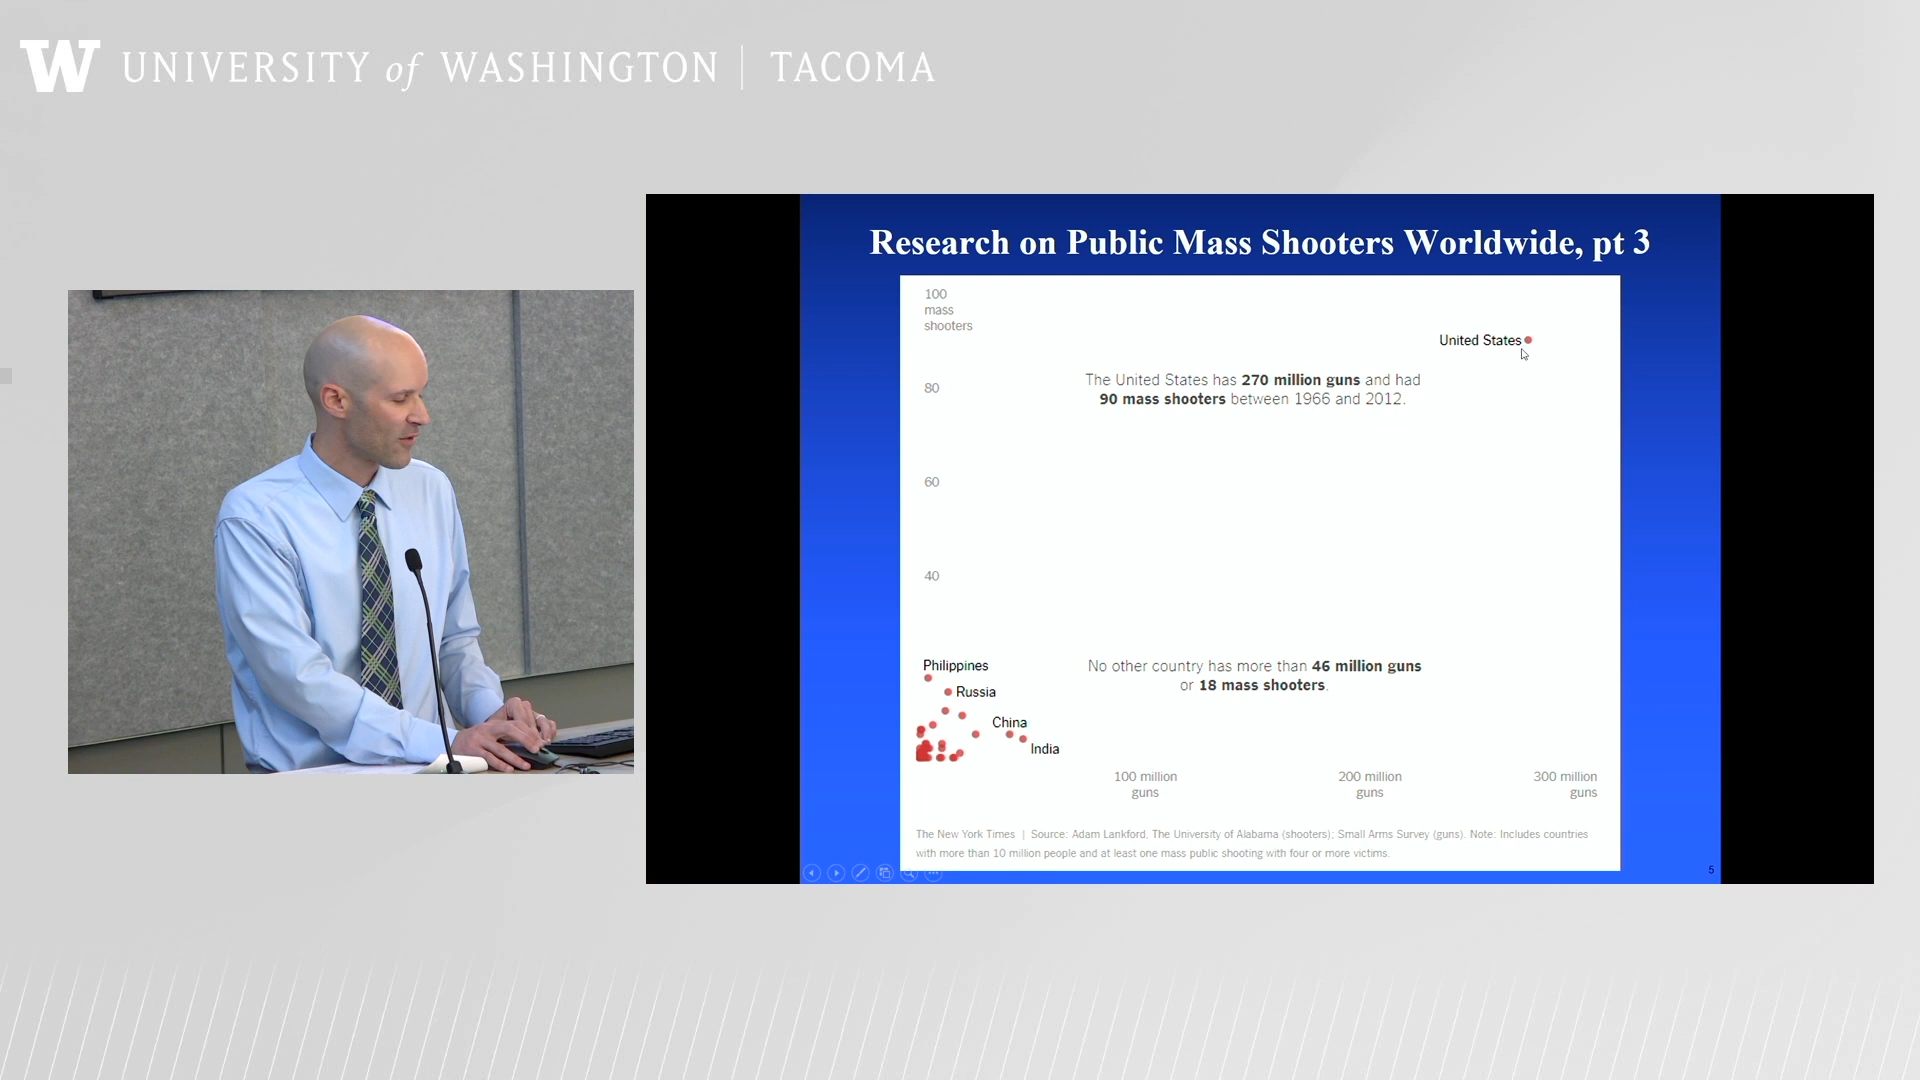 W UNIVERSITY of WASHINGTON | TACOMA
Research on Public Mass Shooters Worldwide, pt 3
100
mass
shooters
United States
The United States has 270 million guns and had
90 mass shooters between 1966 and 2012.
80
60
40
Philippines
No other country has more than 46 million guns
or 18 mass shooters.
Russia
China
India
100 million
guns
200 million
guns
300 million
guns
The New York Times | Source: Adam Lankford, The University of Alabama (shooters); Small Arms Survey (guns). Note: Includes countries
with more than 10 million people and at least one mass public shooting with four or more victims.
5